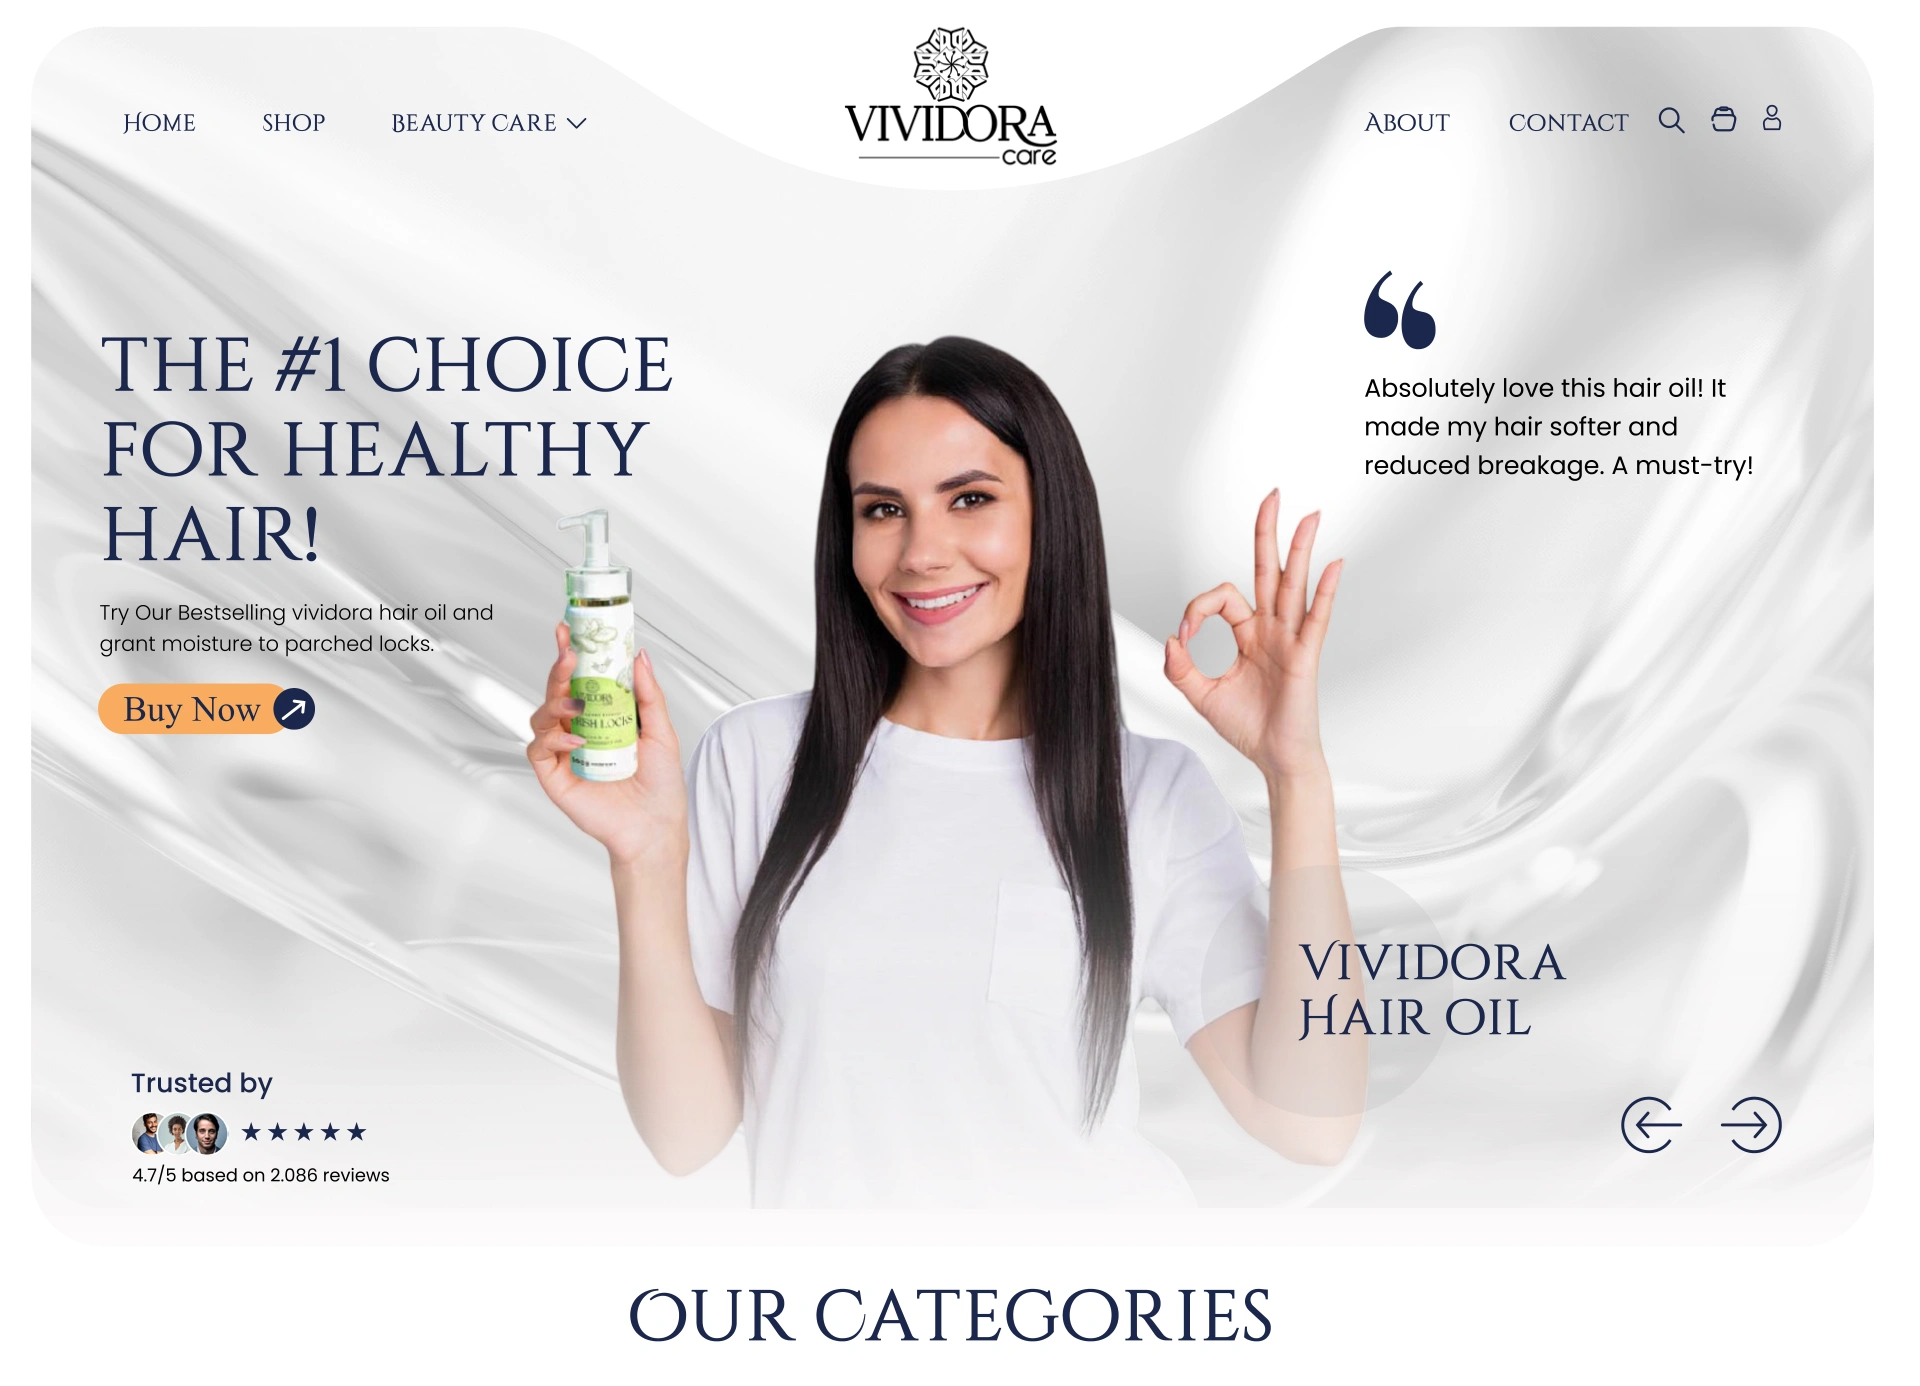 HOME
SHOP
BEAUTY CARE
VIVIDORA
care
ABOUT
CONTACT
THE #1 CHOICE
FOR HEALTHY
HAIR!
Try Our Bestselling vividora hair oil and
grant moisture to parched locks.
Buy Now
Absolutely love this hair oil! It
made my hair softer and
reduced breakage. A must-try!
VIVIDORA
RISH LOCKS
VIVIDORA
HAIR OIL
Trusted by
4.7/5 based on 2.086 reviews
OUR CATEGORIES